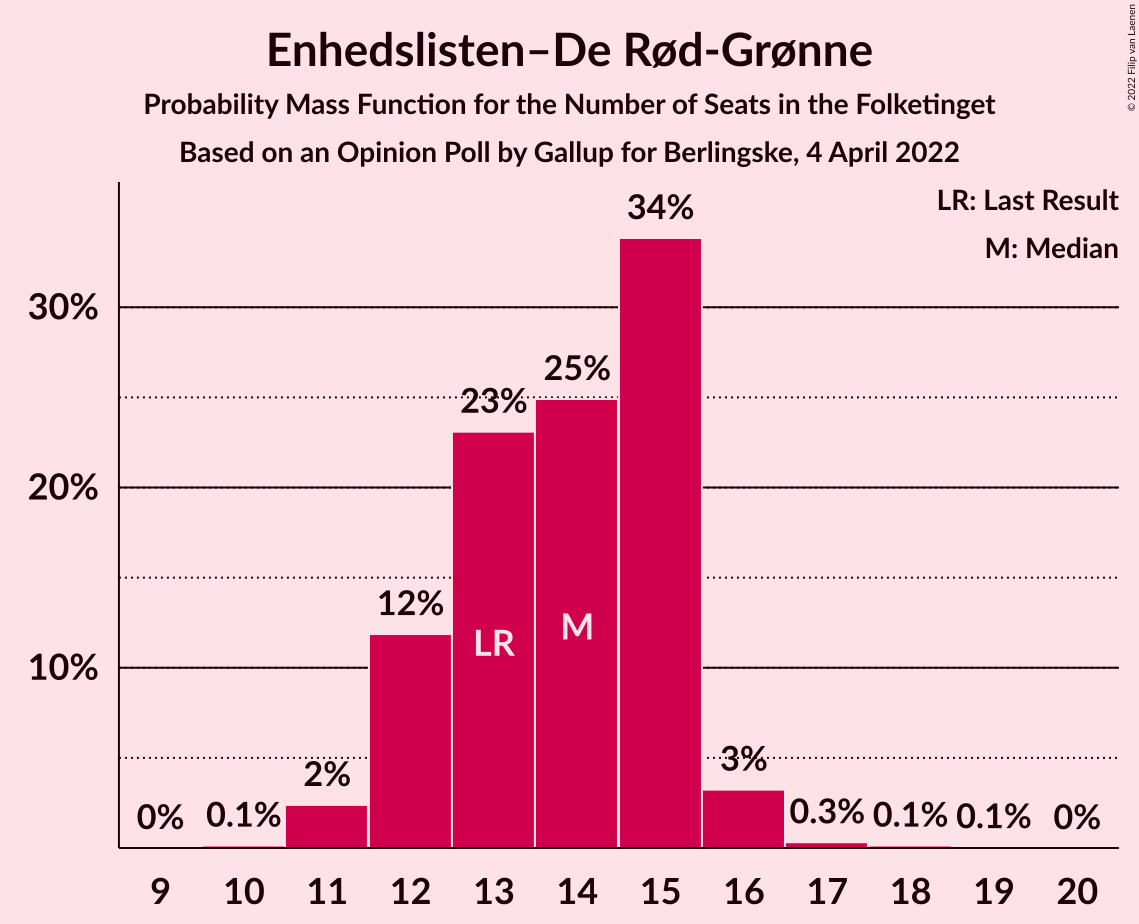 Enhedslisten–De Rød-Grønne
Probability Mass Function for the Number of Seats in the Folketinget
Based on an Opinion Poll by Gallup for Berlingske, 4 April 2022
© 2022 Filip van Laenen
LR: Last Result
M: Median
34%
30%
25%
23%
20%
12%
LR
M
10%
3%
2%
0%
0.1%
0.3%
0.1%
0.1%
0%
9 10 11 12 13 14 15 16 17 18 19 20